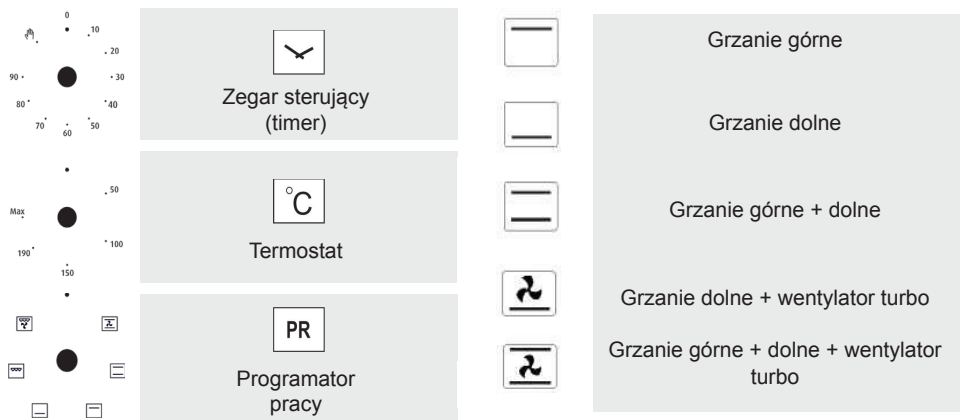 0
10
20
90
30
80
40
70
60
50
Zegar sterujący
(timer)
50
Max
100
190
150
°C
Termostat
PR
Programator
pracy
Grzanie górne
Grzanie dolne
Grzanie górne + dolne
Grzanie dolne + wentylator turbo
Grzanie górne + dolne + wentylator
turbo